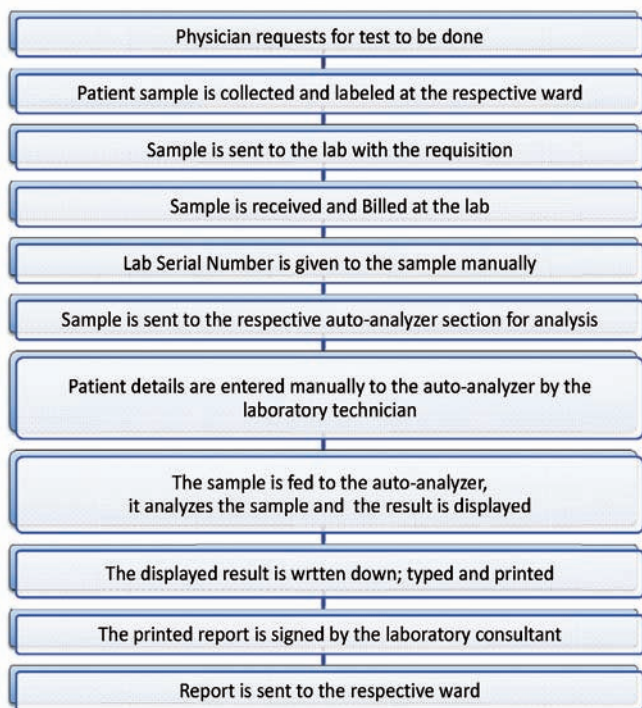 Physician requests for test to be done
Patient sample is collected and labeled at the respective ward
Sample is sent to the lab with the requisition
Sample is received and Billed at the lab
Lab Serial Number is given to the sample manually
Sample is sent to the respective auto-analyzer section for analysis
Patient details are entered manually to the auto-analyzer by the
laboratory technician
The sample is fed to the auto-analyzer,
it analyzes the sample and the result is displayed
The displayed result is wrtten down; typed and printed
The printed report is signed by the laboratory consultant
Report is sent to the respective ward